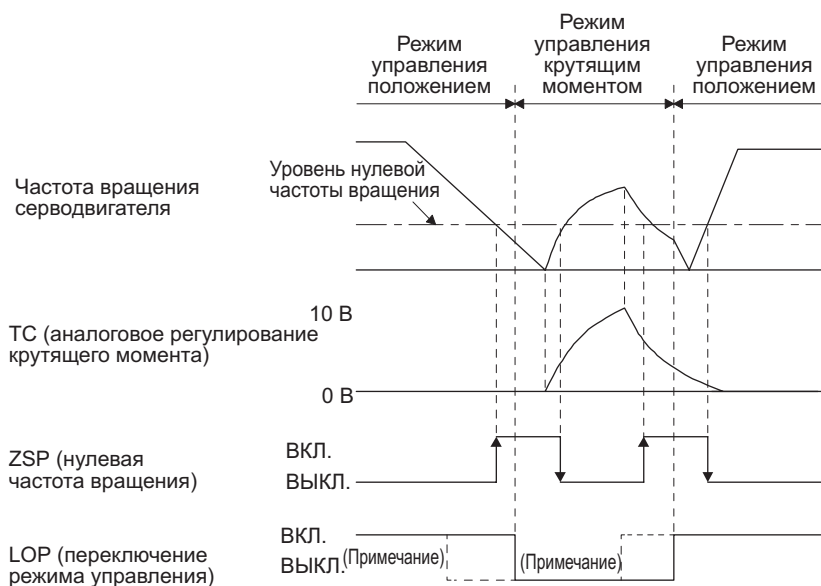 Режим
управления
положением
Режим
управления
крутящим
моментом
Режим
управления
положением
Частота вращения
серводвигателя
Уровень нулевой
частоты вращения
TC (аналоговое регулирование
крутящего момента)
10 В
0 В
ZSP (нулевая
частота вращения)
ВКЛ.
ВЫКЛ.
LOP (переключение
режима управления)
ВКЛ.
ВЫКЛ.
(Примечание)
(Примечание)